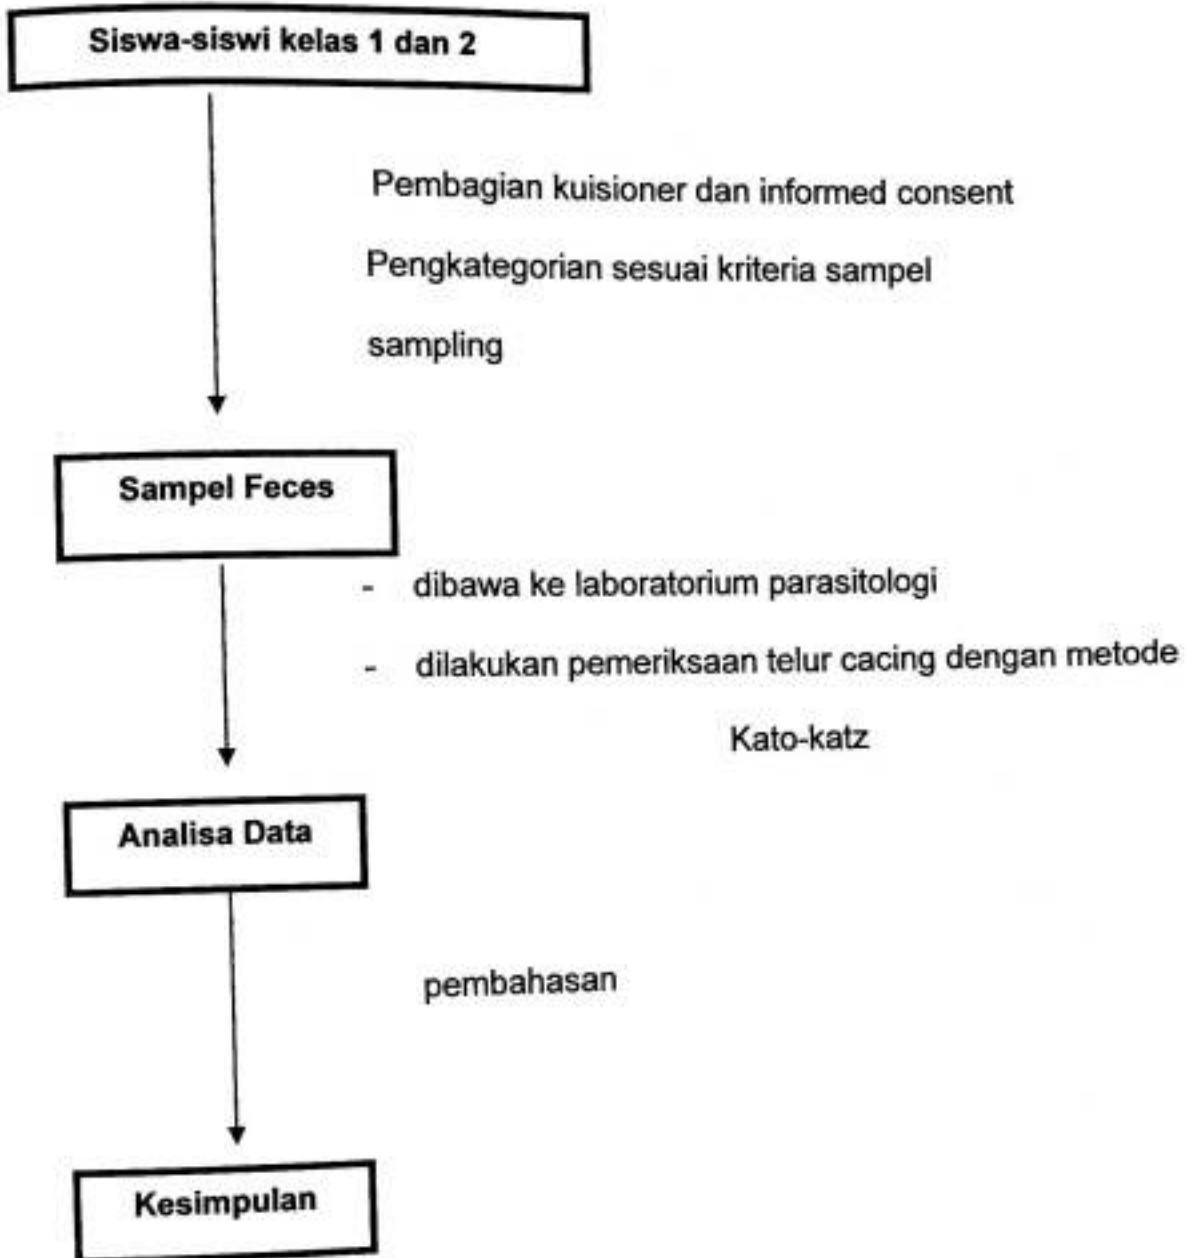 Siswa-siswi kelas 1 dan 2
Pembagian kuisioner dan informed consent
Pengkategorian sesuai kriteria sampel
sampling
Sampel Feces
- dibawa ke laboratorium parasitologi
- dilakukan pemeriksaan telur cacing dengan metode
Kato-katz
Analisa Data
pembahasan
Kesimpulan